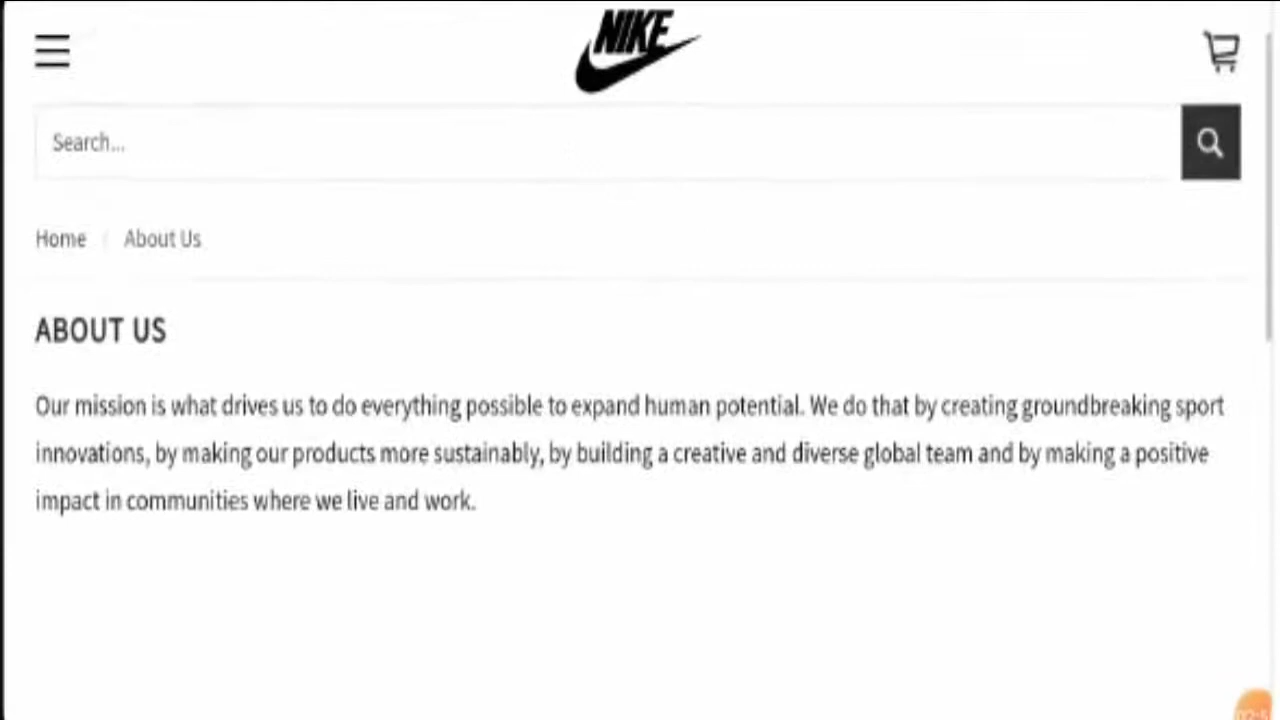 NIKE
Search...
Home / About Us
ABOUT US
Our mission is what drives us to do everything possible to expand human potential. We do that by creating groundbreaking sport
innovations, by making our products more sustainably, by building a creative and diverse global team and by making a positive
impact in communities where we live and work.